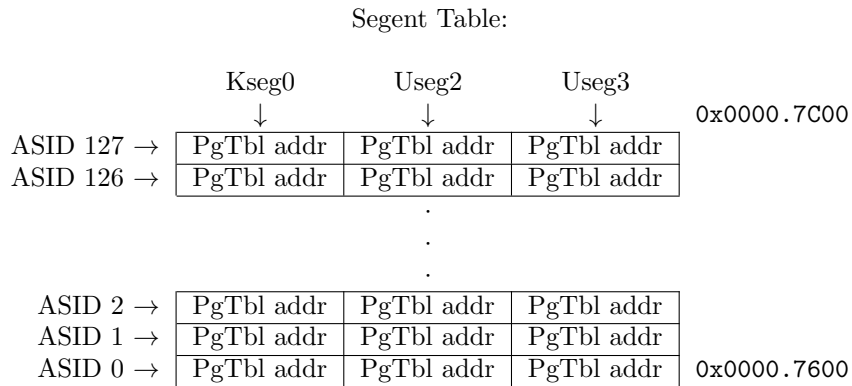 Segent Table:
Kseg0 Useg2 Useg3
↓ ↓ ↓ 0x0000.7C00
ASID 127 → PgTbl addr PgTbl addr PgTbl addr
ASID 126 → PgTbl addr PgTbl addr PgTbl addr
.
.
.
ASID 2 → PgTbl addr PgTbl addr PgTbl addr
ASID 1 → PgTbl addr PgTbl addr PgTbl addr
ASID 0 → PgTbl addr PgTbl addr PgTbl addr 0x0000.7600